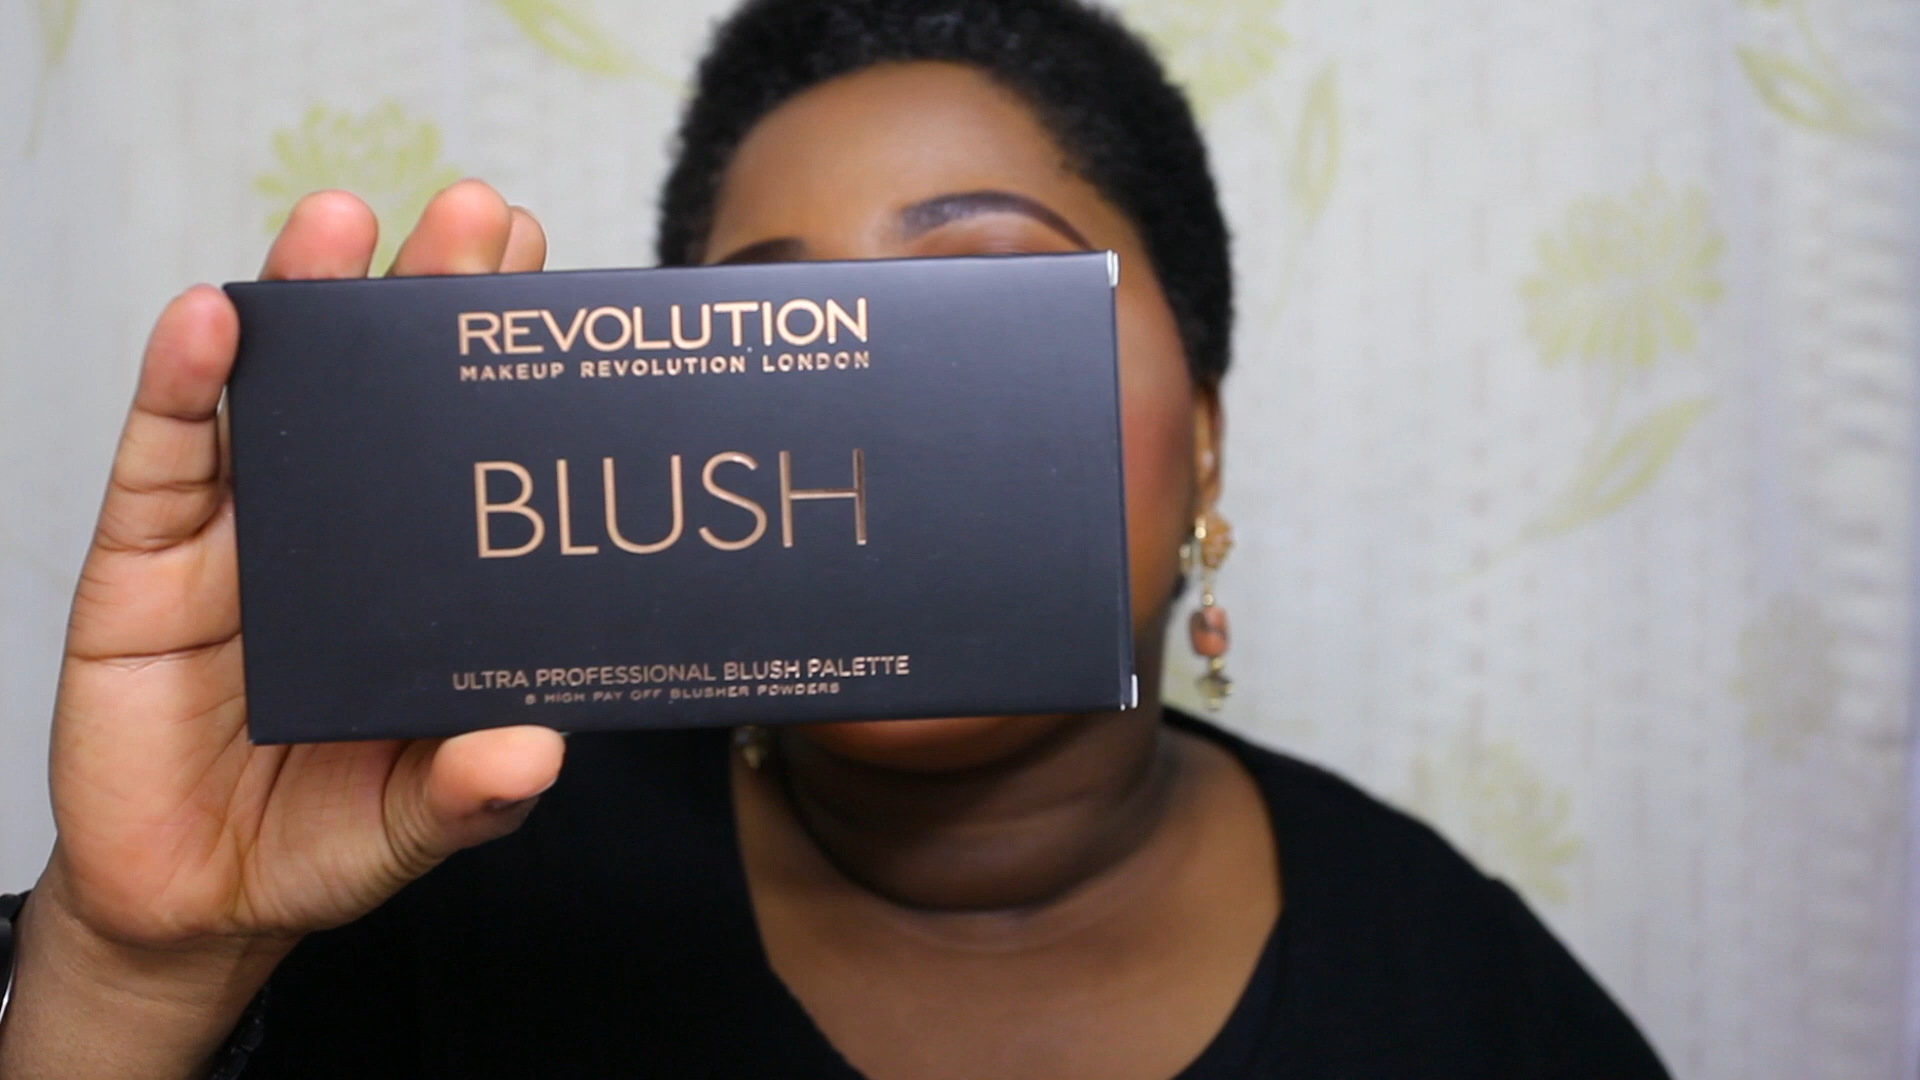 REVOLUTION
MAKEUP REVOLUTION LONDON
BLUSH
ULTRA PROFESSIONAL BLUSH PALETTE
8 HIGH PAY OFF BLUSHER POWDERS